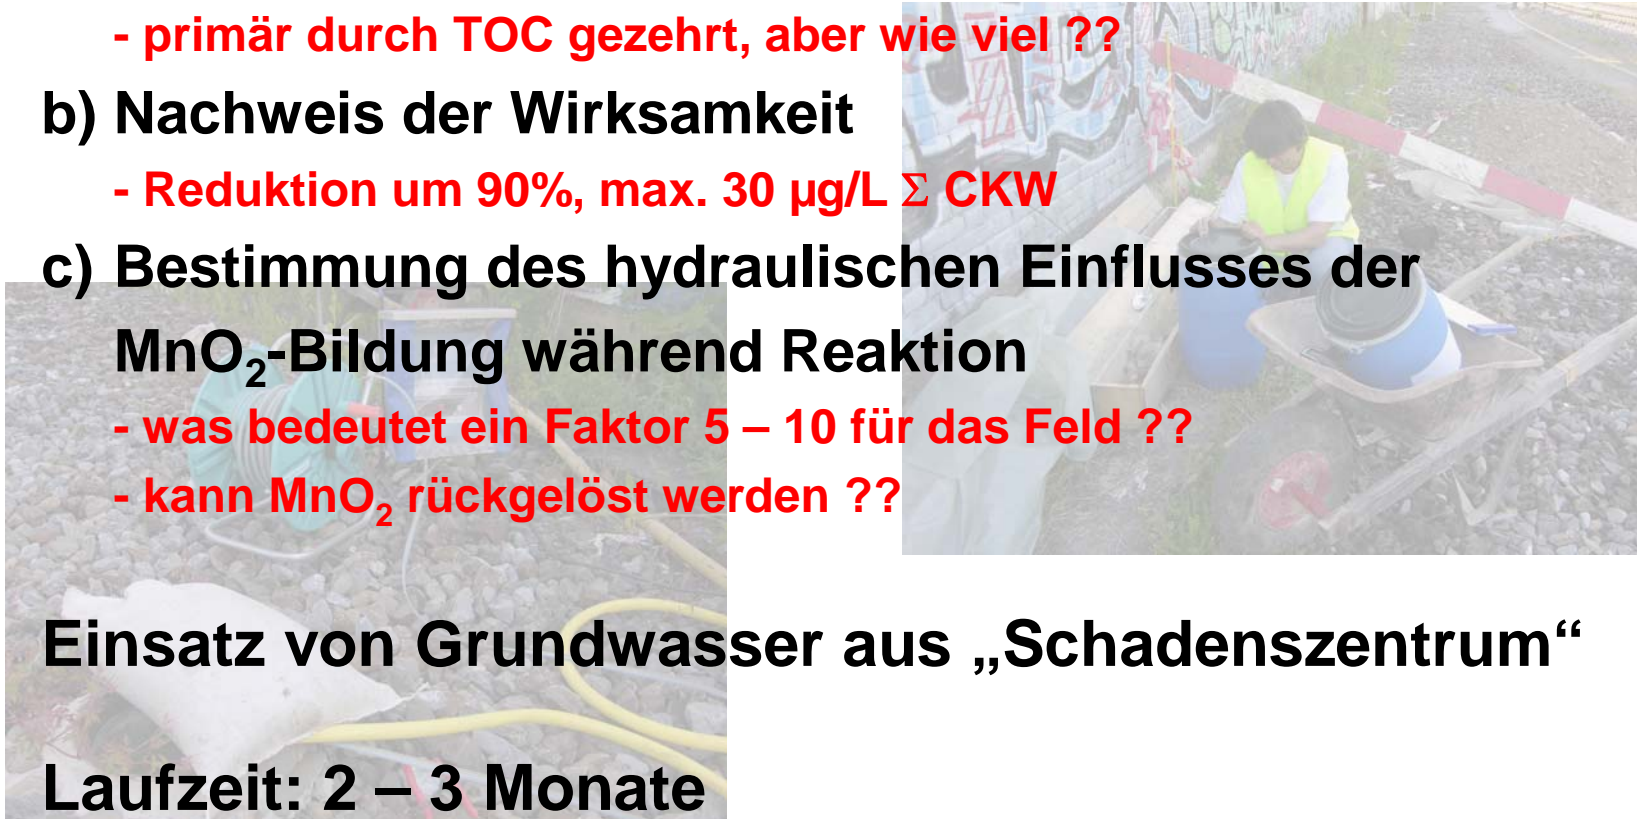 - primär durch TOC gezehrt, aber wie viel ??
b) Nachweis der Wirksamkeit
- Reduktion um 90%, max. 30 µg/L Σ CKW
c) Bestimmung des hydraulischen Einflusses der
MnO₂-Bildung während Reaktion
- was bedeutet ein Faktor 5 – 10 für das Feld ??
- kann MnO₂ rückgelöst werden ??
Einsatz von Grundwasser aus „Schadenszentrum“
Laufzeit: 2 – 3 Monate